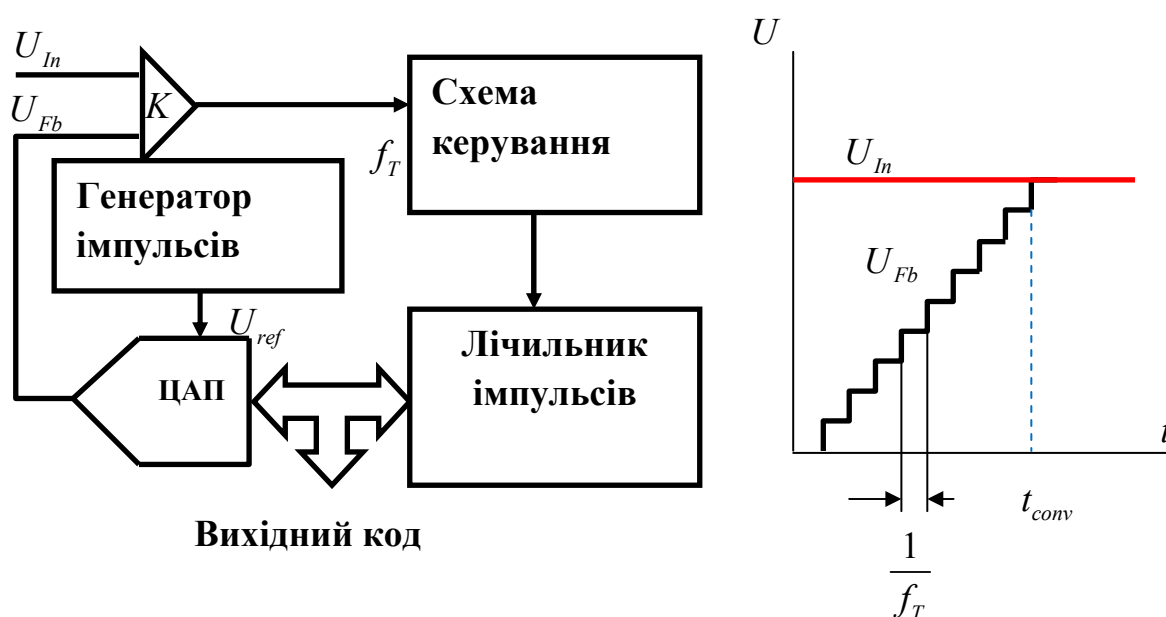 U_In
U_Fb
K
f_T
Схема
керування
Генератор
імпульсів
U_ref
ЦАП
Лічильник
імпульсів
Вихідний код
U
U_In
U_Fb
t
t_conv
1
f_T